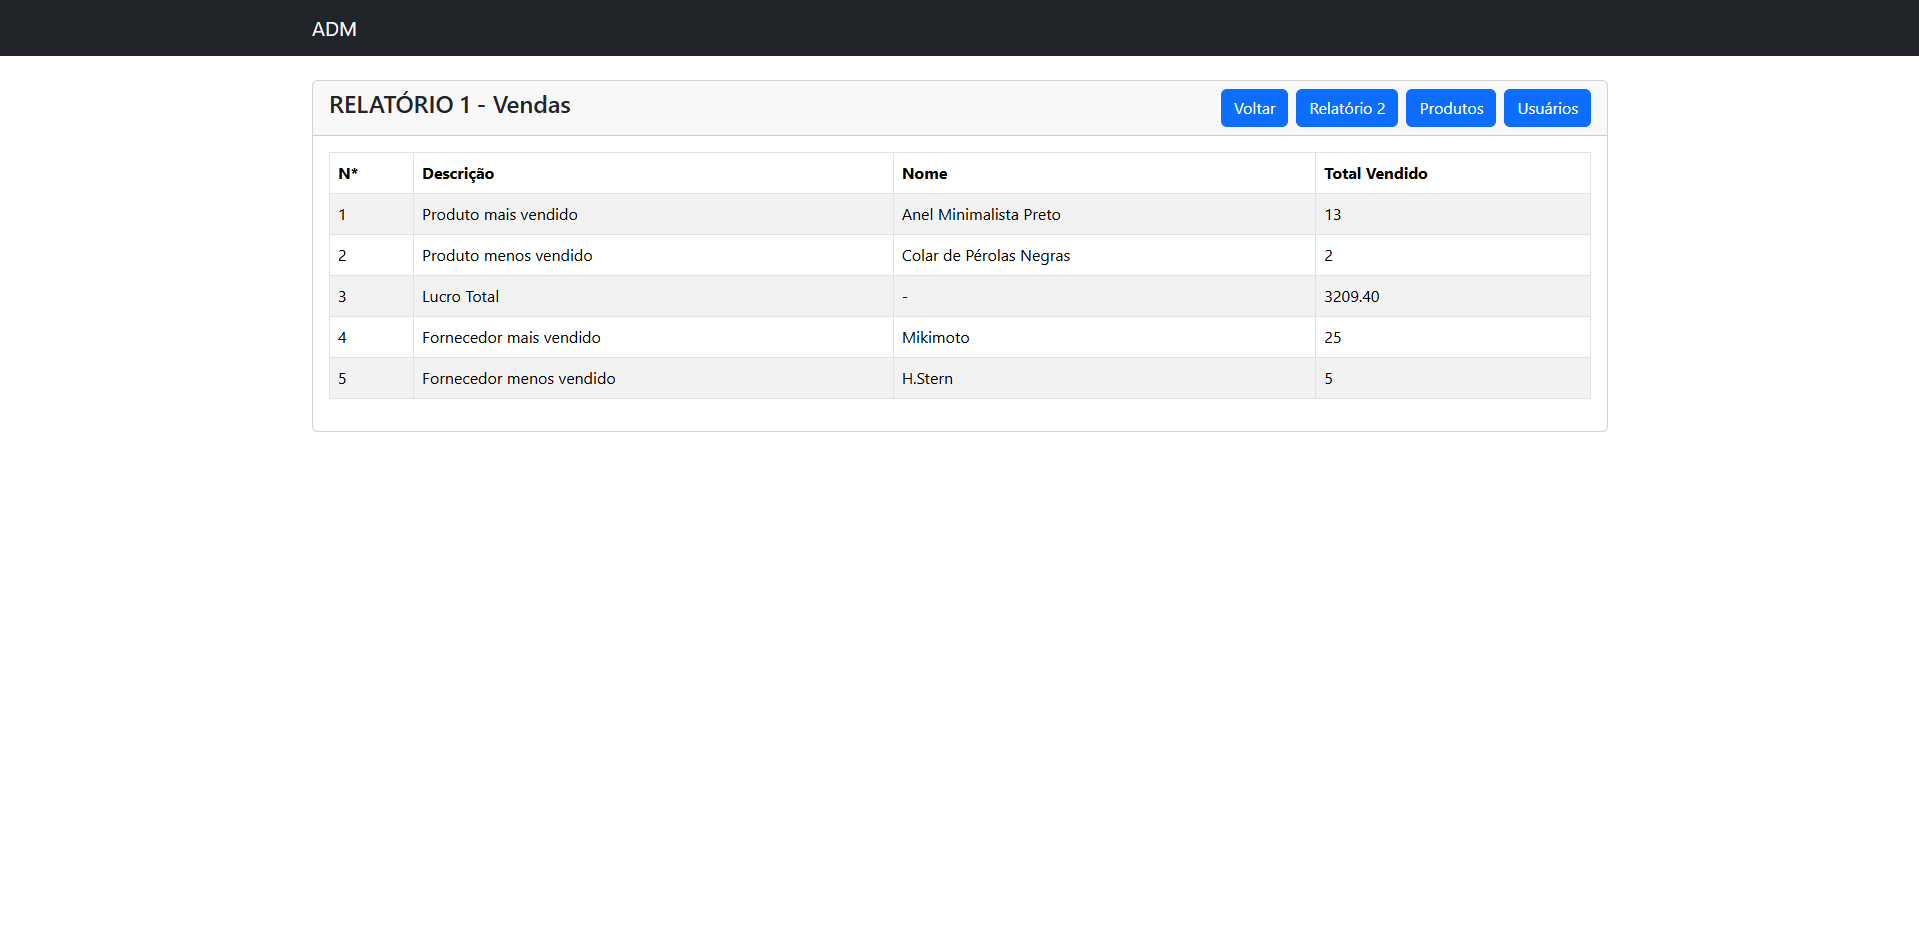 ADM
RELATÓRIO 1 - Vendas
Voltar Relatório 2 Produtos Usuários
N* Descrição Nome Total Vendido
1 Produto mais vendido Anel Minimalista Preto 13
2 Produto menos vendido Colar de Pérolas Negras 2
3 Lucro Total - 3209.40
4 Fornecedor mais vendido Mikimoto 25
5 Fornecedor menos vendido H.Stern 5